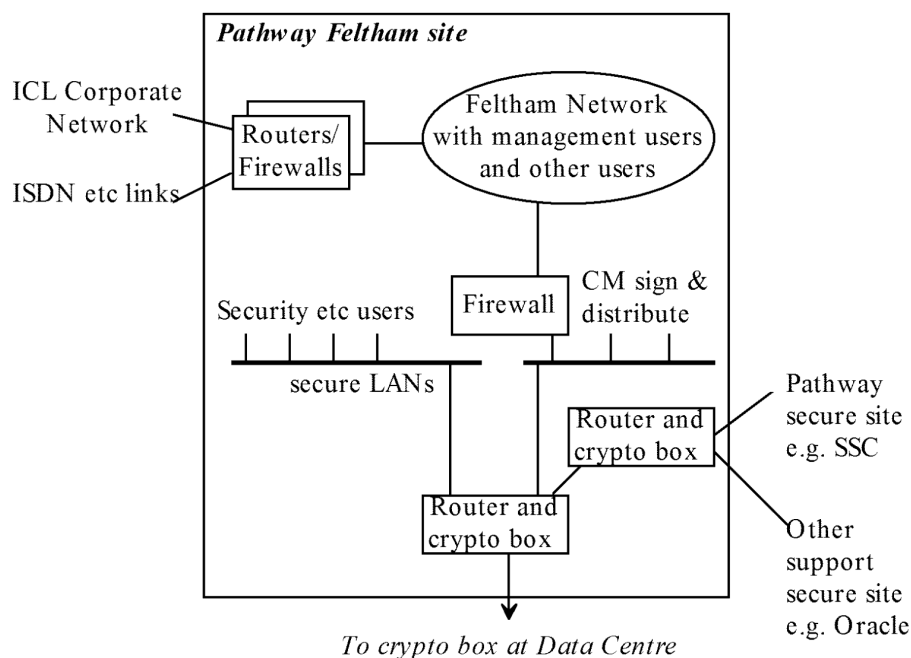 Pathway Feltham site
ICL Corporate
Network
ISDN etc links
Routers/
Firewalls
Feltham Network
with management users
and other users
Firewall
CM sign &
distribute
Security etc users
secure LANs
Router and
crypto box
Pathway
secure site
e.g. SSC
Router and
crypto box
Other
support
secure site
e.g. Oracle
To crypto box at Data Centre